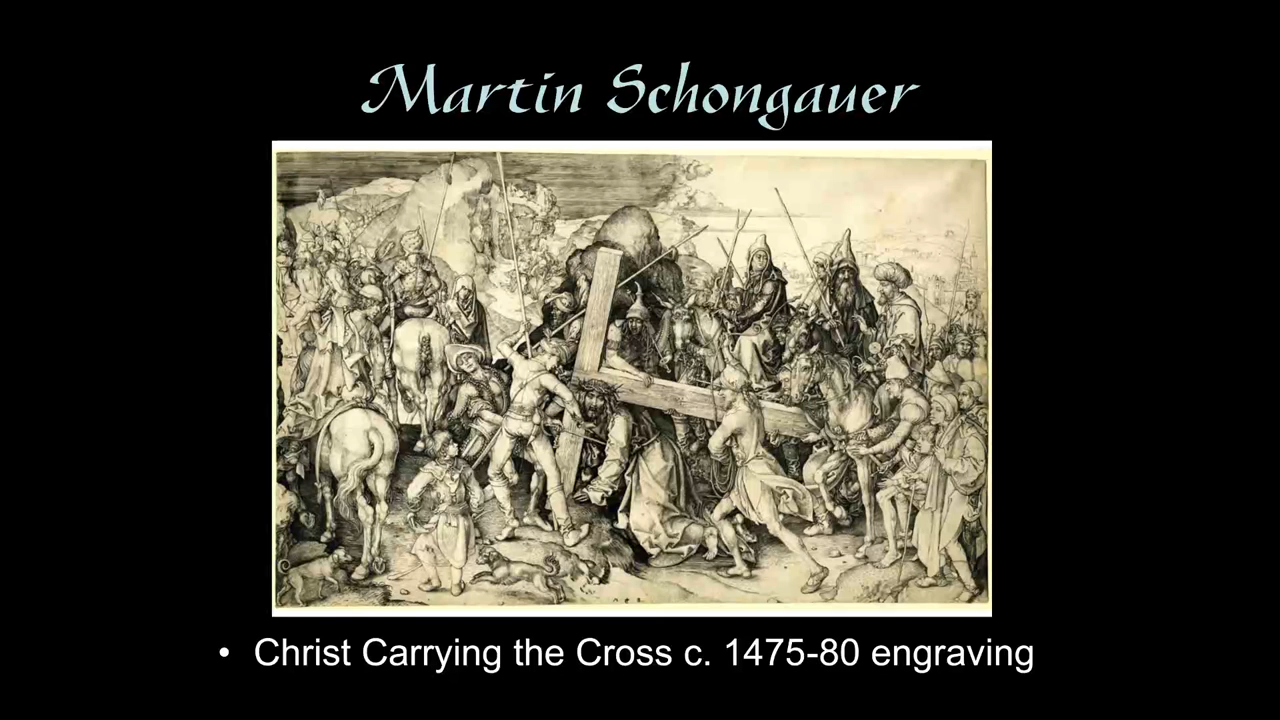 Martin Schongauer
• Christ Carrying the Cross c. 1475-80 engraving